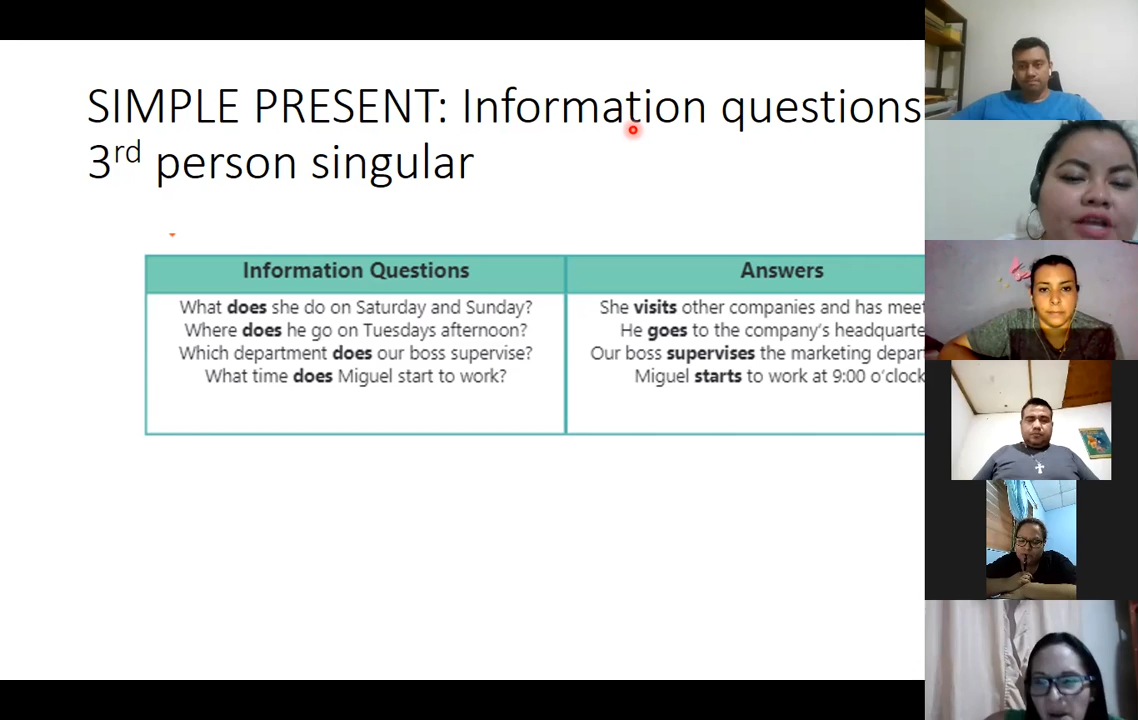 SIMPLE PRESENT: Information questions
3rd person singular
Information Questions
What does she do on Saturday and Sunday?
Where does he go on Tuesdays afternoon?
Which department does our boss supervise?
What time does Miguel start to work?
Answers
She visits other companies and has
He goes to the company's
Our boss supervises the marketing
Miguel starts to work at 9:00 o'clock